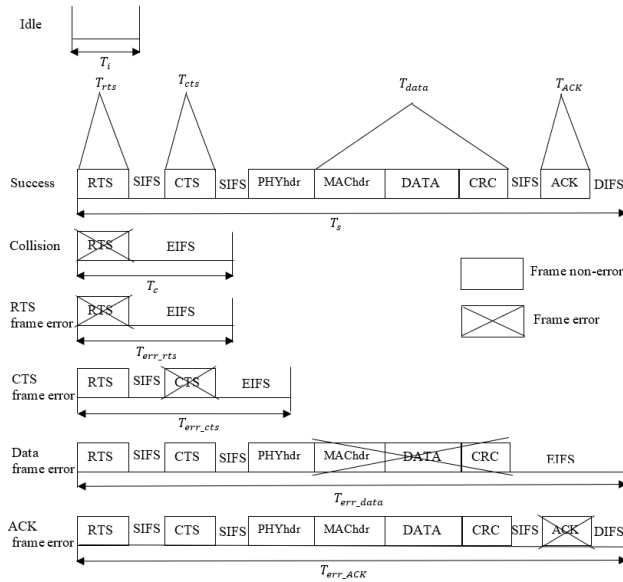 Idle
T_i
T_rts
T_cts
T_data
T_ACK
Success RTS SIFS CTS SIFS PHYhdr MAChdr DATA CRC SIFS ACK DIFS
T_s
Collision RTS EIFS
T_c
Frame non-error
RTS
frame error RTS EIFS
T_err_rts
Frame error
CTS
frame error RTS SIFS CTS EIFS
T_err_cts
Data
frame error RTS SIFS CTS SIFS PHYhdr MAChdr DATA CRC EIFS
T_err_data
ACK
frame error RTS SIFS CTS SIFS PHYhdr MAChdr DATA CRC SIFS ACK DIFS
T_err_ACK